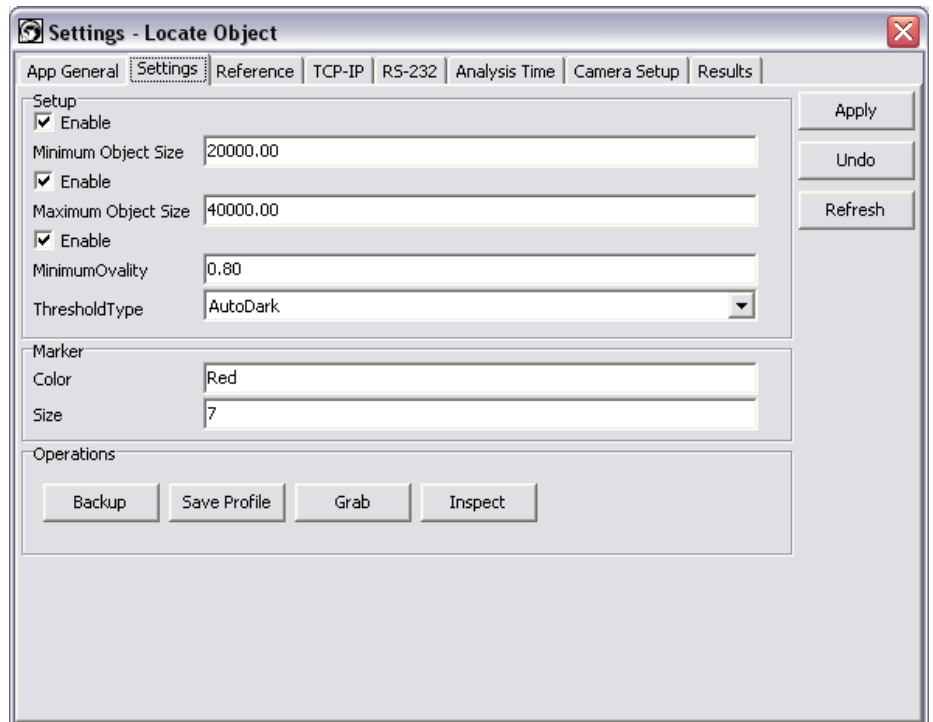 Settings - Locate Object
App General Settings Reference TCP-IP RS-232 Analysis Time Camera Setup Results
Setup
Enable
Minimum Object Size 20000.00
Enable
Maximum Object Size 40000.00
Enable
MinimumOvality 0.80
ThresholdType AutoDark
Marker
Color Red
Size 7
Operations
Backup Save Profile Grab Inspect
Apply
Undo
Refresh